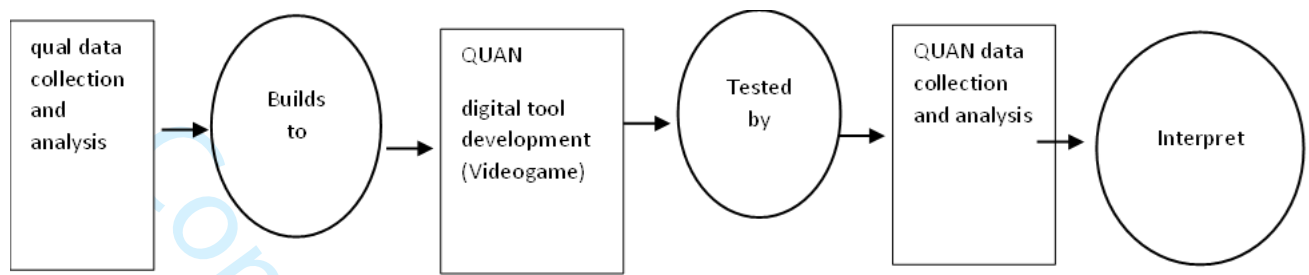 qual data
collection
and
analysis
Builds
to
QUAN
digital tool
development
(Videogame)
Tested
by
QUAN data
collection
and analysis
Interpret